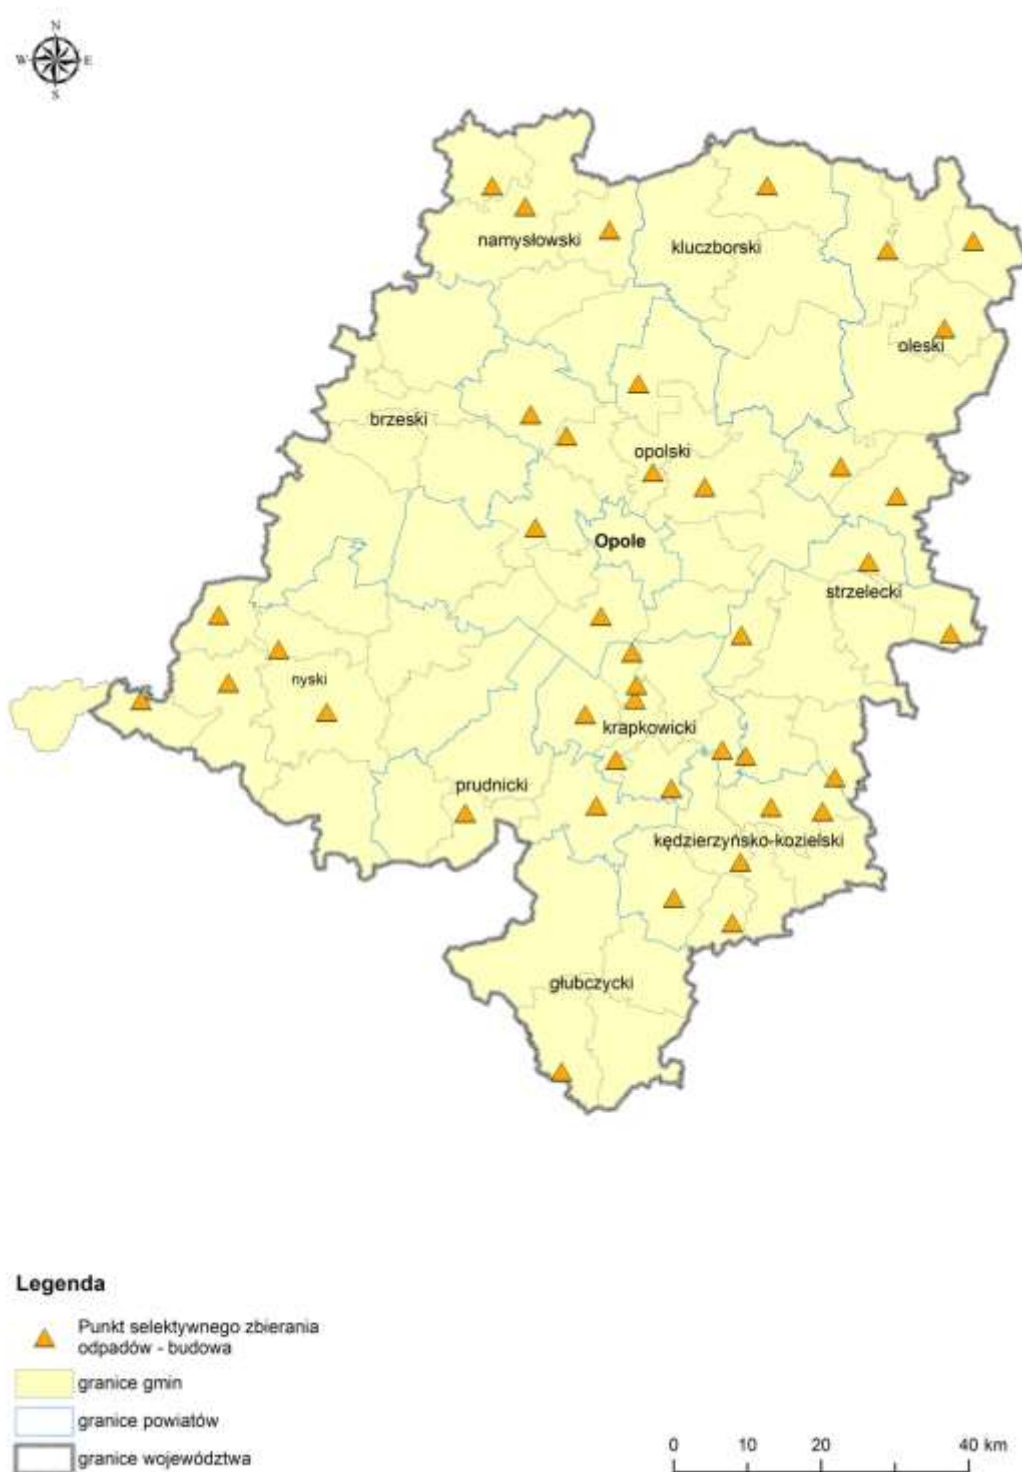 N
W E
S
namysłowski
kluczborski
oleski
brzeski
opolski
Opole
strzelecki
nyski
krapkowicki
prudnicki
kędzierzyńsko-kozielski
głubczycki
Legenda
Punkt selektywnego zbierania
odpadów - budowa
granice gmin
granice powiatów
granice województwa
0 10 20 40 km